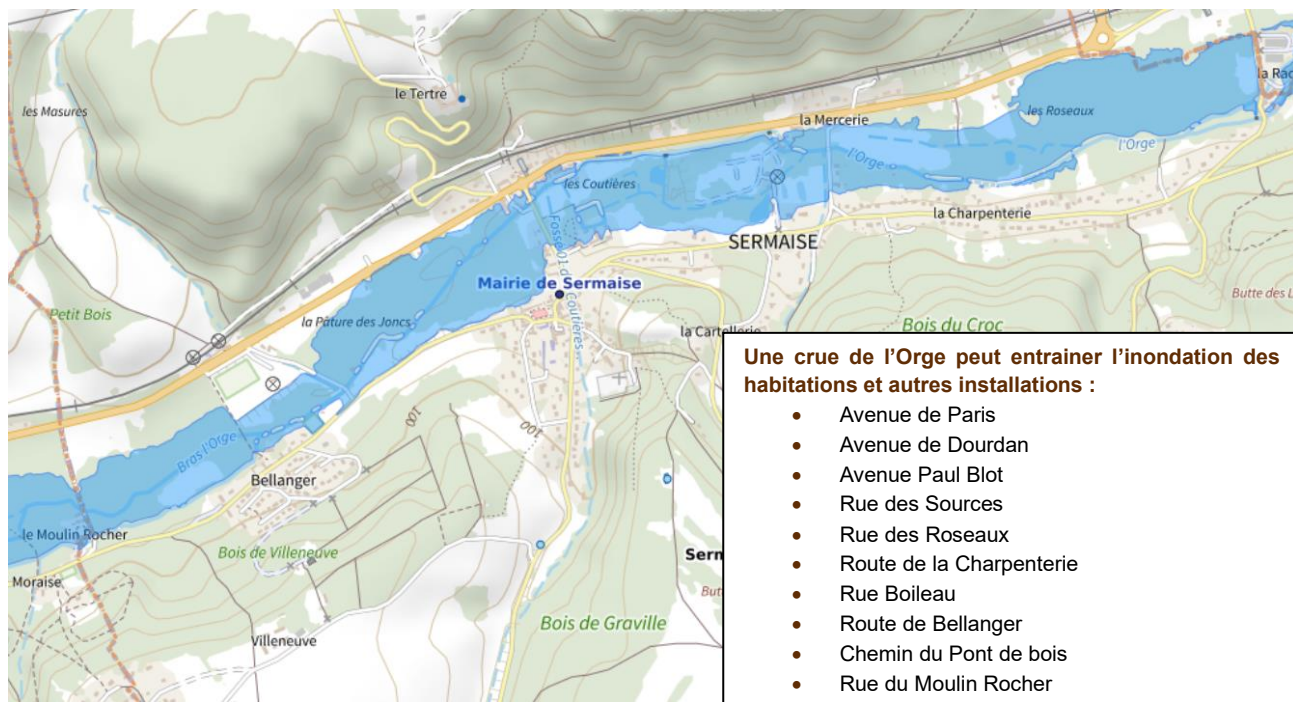 le Tertre
les Masures
la Mercerie
les Roseaux
l'Orge
l'Orge
les Coutières
la Charpenterie
SERMAISE
Mairie de Sermaise
Petit Bois
la Pâture des Joncs
Butte des L
la Cartellerie
Bois du Croc
100
100
Bras l'Orge
Bellanger
le Moulin Rocher
Bois de Villeneuve
Moraise
Serm
But
Bois de Graville
Villeneuve
Une crue de l’Orge peut entrainer l’inondation des
habitations et autres installations :
• Avenue de Paris
• Avenue de Dourdan
• Avenue Paul Blot
• Rue des Sources
• Rue des Roseaux
• Route de la Charpenterie
• Rue Boileau
• Route de Bellanger
• Chemin du Pont de bois
• Rue du Moulin Rocher